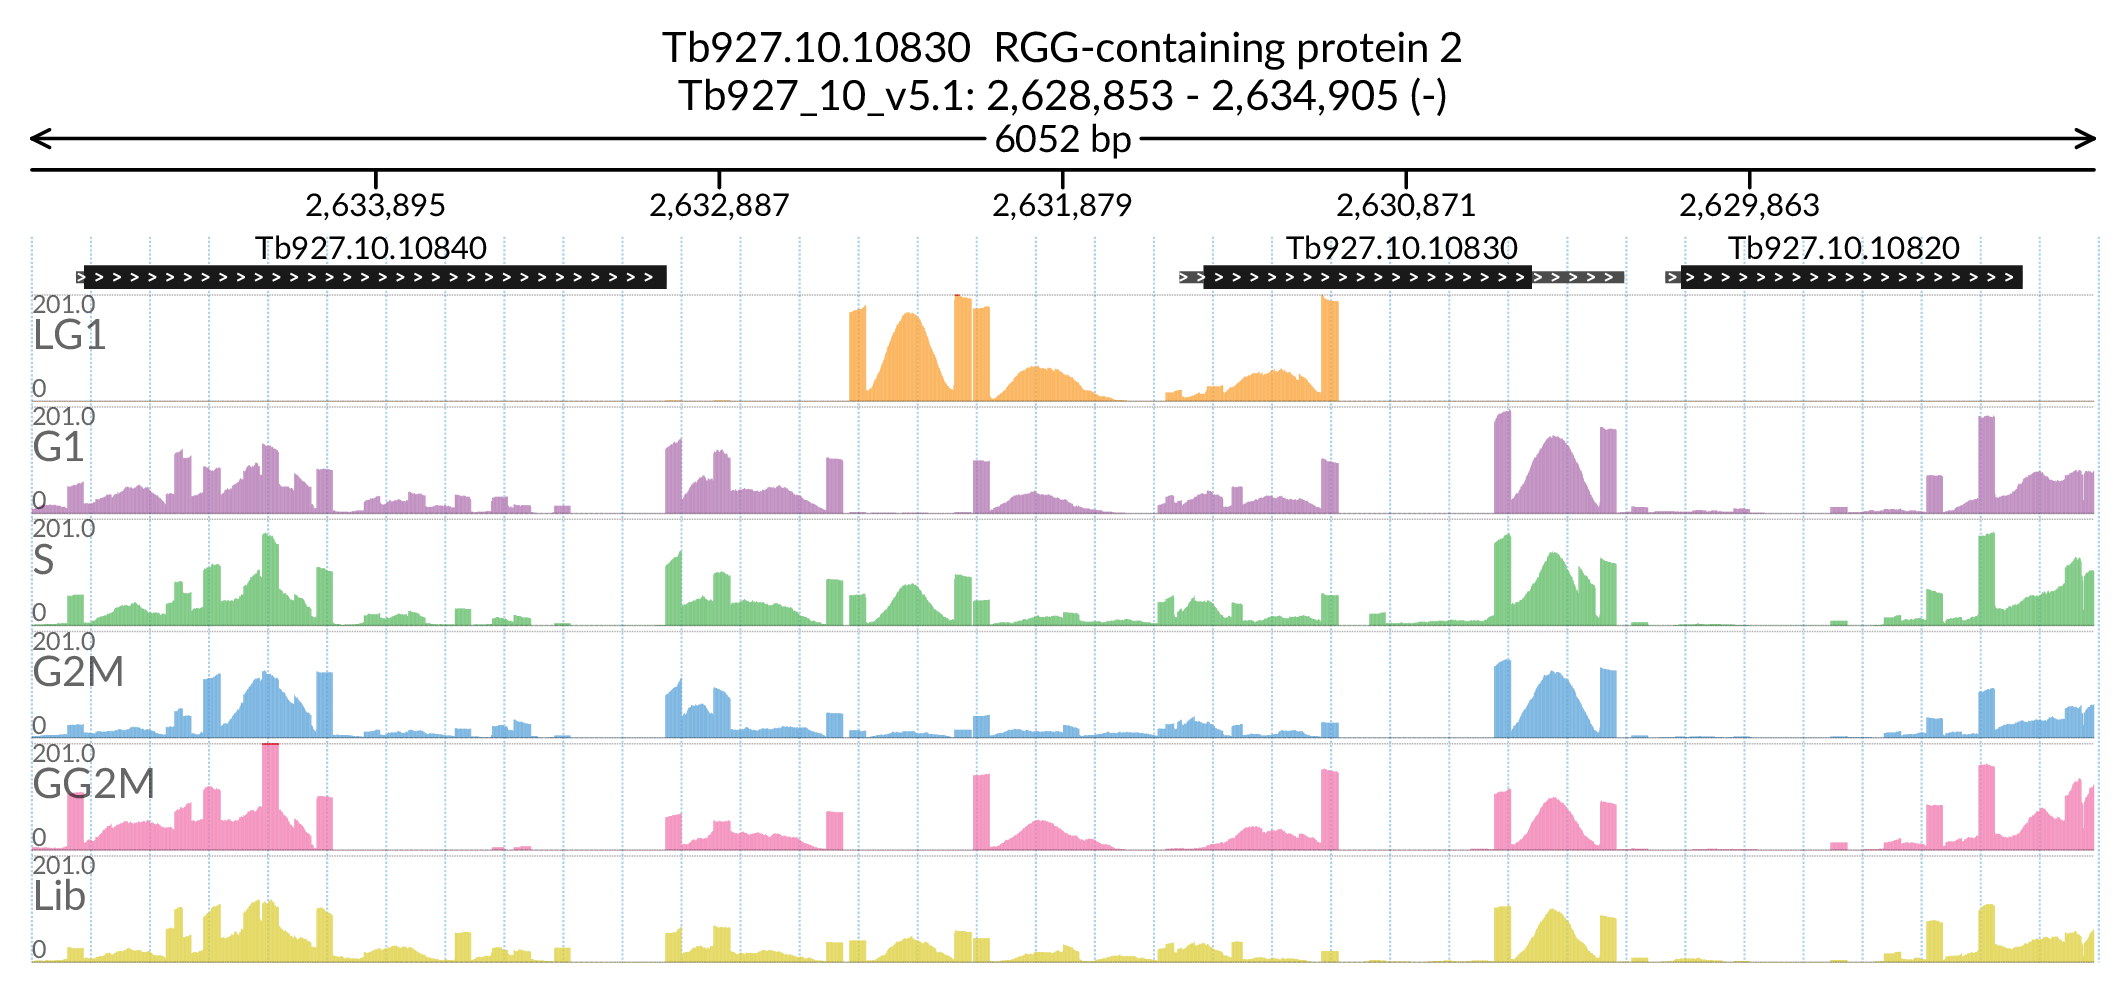 Tb927.10.10830  RGG-containing protein 2
Tb927_10_v5.1: 2,628,853 - 2,634,905 (-)
6052 bp
2,633,895 2,632,887 2,631,879 2,630,871 2,629,863
Tb927.10.10840 Tb927.10.10830 Tb927.10.10820
201.0
LG1
0
201.0
G1
0
201.0
S
0
201.0
G2M
0
201.0
GG2M
0
201.0
Lib
0